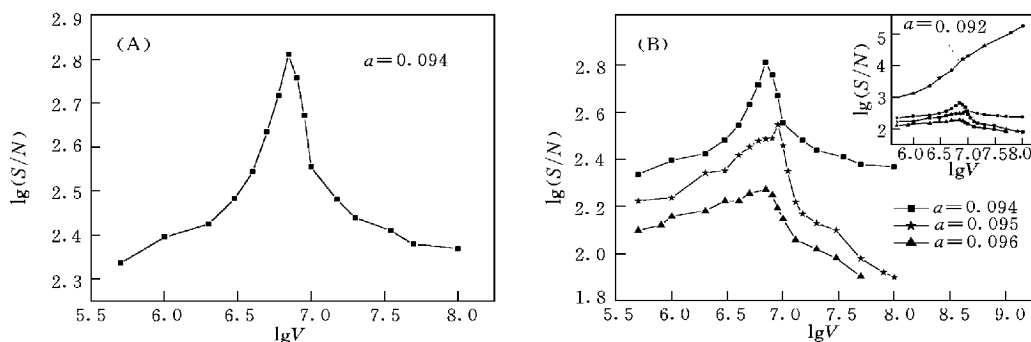 (A)
a=0.094
lg(S/N)
2.9
2.8
2.7
2.6
2.5
2.4
2.3
5.5 6.0 6.5 7.0 7.5 8.0
lgV
(B)
lg(S/N)
2.8
2.6
2.4
2.2
2.0
1.8
5.5 6.0 6.5 7.0 7.5 8.0 8.5 9.0
lgV
a=0.092
lg(S/N)
5
4
3
2
6.0 6.5 7.0 7.5 8.0
lgV
a=0.094
a=0.095
a=0.096